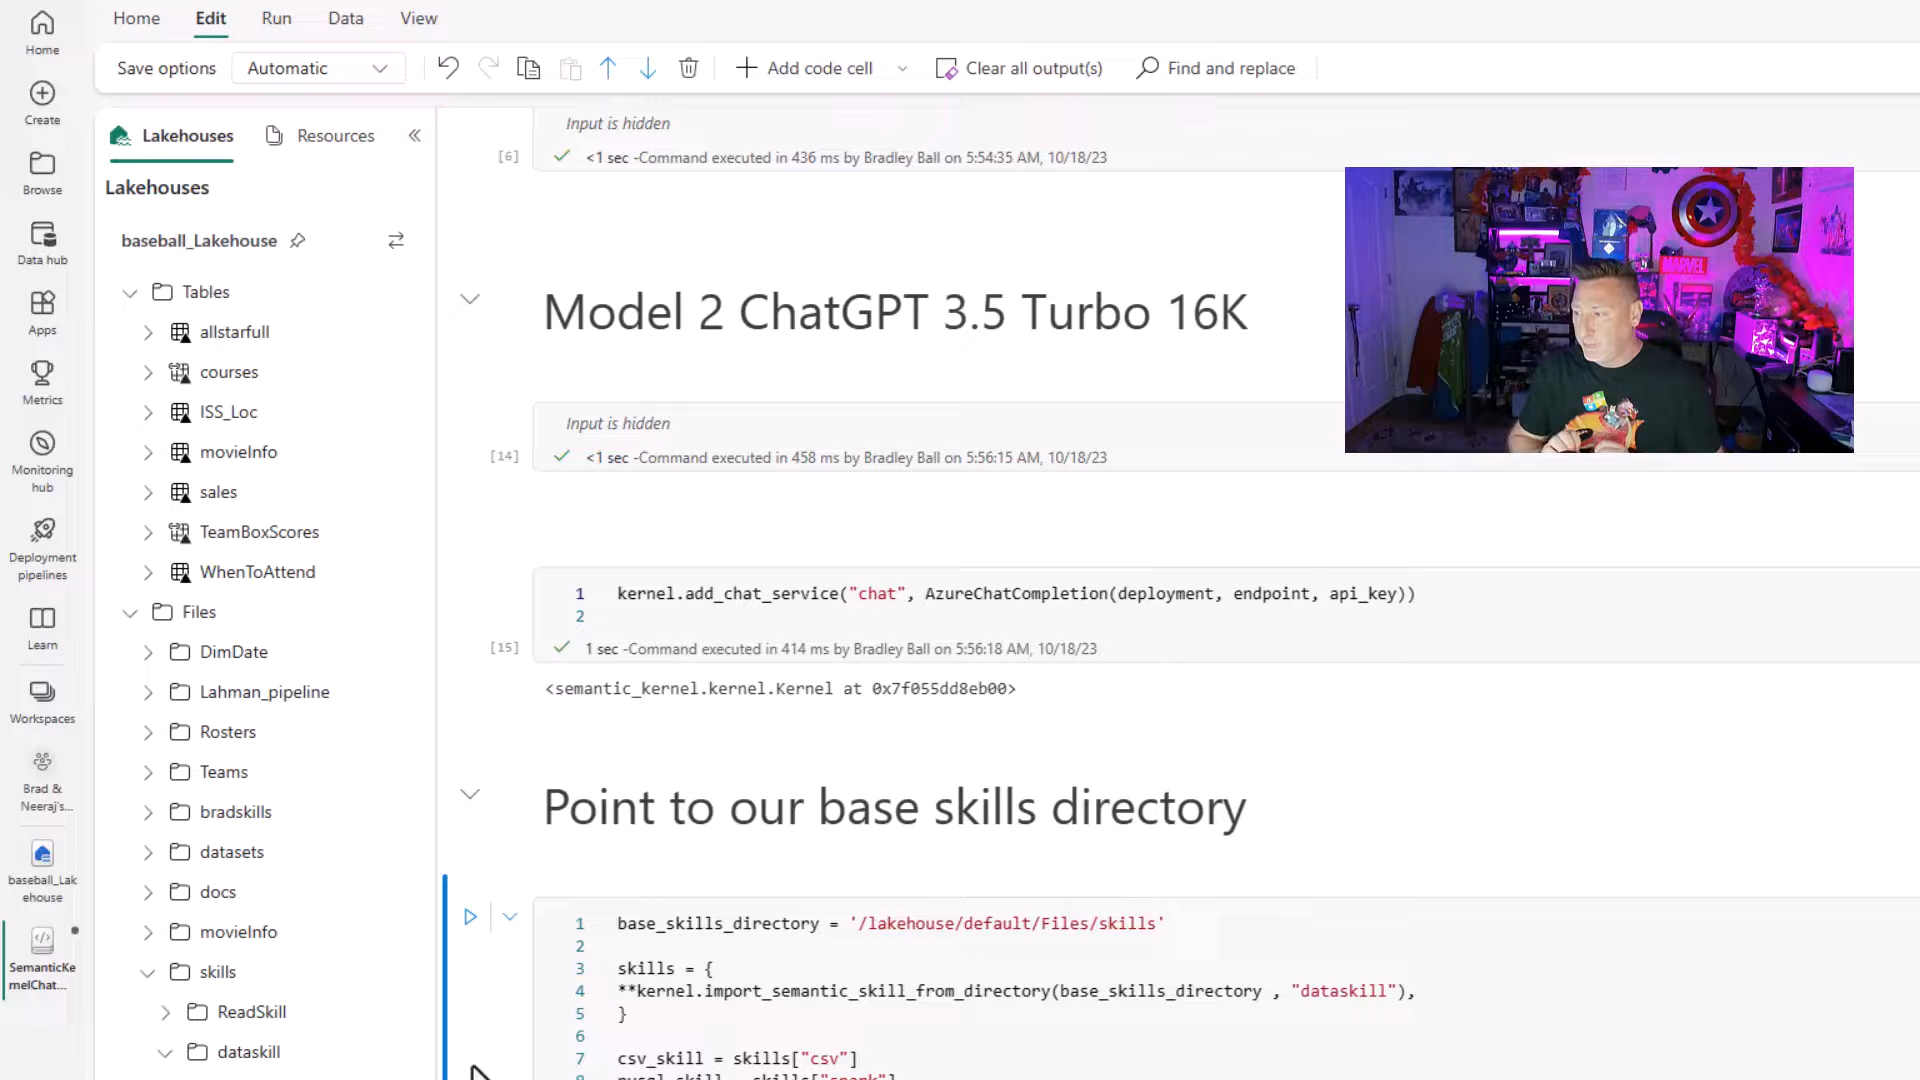 Home
Edit
Run
Data
View
Save options
Automatic
Add code cell
Clear all output(s)
Find and replace
Home
Create
Browse
Data hub
Apps
Metrics
Monitoring
hub
Deployment
pipelines
Learn
Workspaces
Brad &
Neeraj's...
baseball_Lak
ehouse
SemanticKe
rnelChat...
Lakehouses
Resources
Lakehouses
baseball_Lakehouse
Tables
allstarfull
courses
ISS_Loc
movieInfo
sales
TeamBoxScores
WhenToAttend
Files
DimDate
Lahman_pipeline
Rosters
Teams
bradskills
datasets
docs
movieInfo
skills
ReadSkill
dataskill
Input is hidden
[6] <1 sec -Command executed in 436 ms by Bradley Ball on 5:54:35 AM, 10/18/23
Model 2 ChatGPT 3.5 Turbo 16K
Input is hidden
[14] <1 sec -Command executed in 458 ms by Bradley Ball on 5:56:15 AM, 10/18/23
1 kernel.add_chat_service("chat", AzureChatCompletion(deployment, endpoint, api_key))
2
[15] 1 sec -Command executed in 414 ms by Bradley Ball on 5:56:18 AM, 10/18/23
<semantic_kernel.kernel.Kernel at 0x7f055dd8eb00>
Point to our base skills directory
1 base_skills_directory = '/lakehouse/default/Files/skills'
2
3 skills = {
4 **kernel.import_semantic_skill_from_directory(base_skills_directory , "dataskill"),
5 }
6
7 csv_skill = skills["csv"]
MARVEL